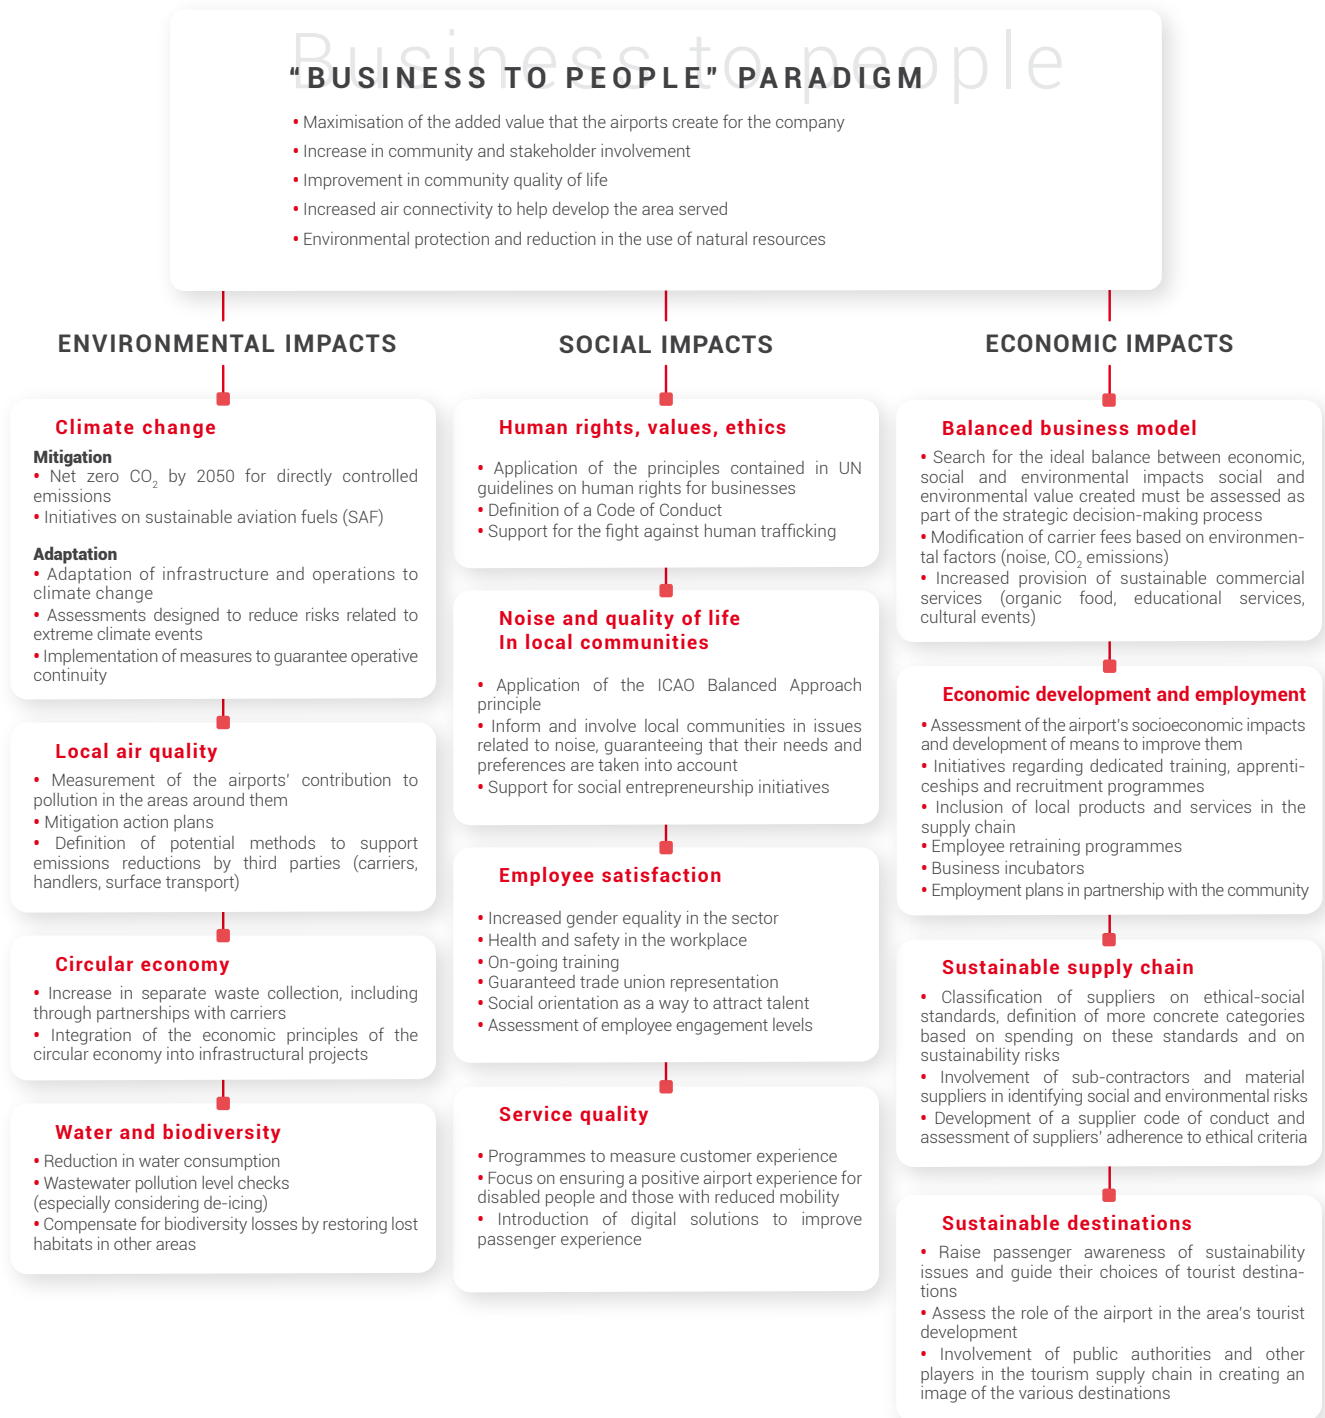 Business to people
“BUSINESS TO PEOPLE” PARADIGM
• Maximisation of the added value that the airports create for the company
• Increase in community and stakeholder involvement
• Improvement in community quality of life
• Increased air connectivity to help develop the area served
• Environmental protection and reduction in the use of natural resources
ENVIRONMENTAL IMPACTS
Climate change
Mitigation
• Net zero CO₂ by 2050 for directly controlled
emissions
• Initiatives on sustainable aviation fuels (SAF)
Adaptation
• Adaptation of infrastructure and operations to
climate change
• Assessments designed to reduce risks related to
extreme climate events
• Implementation of measures to guarantee operative
continuity
Local air quality
• Measurement of the airports’ contribution to
pollution in the areas around them
• Mitigation action plans
• Definition of potential methods to support
emissions reductions by third parties (carriers,
handlers, surface transport)
Circular economy
• Increase in separate waste collection, including
through partnerships with carriers
• Integration of the economic principles of the
circular economy into infrastructural projects
Water and biodiversity
• Reduction in water consumption
• Wastewater pollution level checks
(especially considering de-icing)
• Compensate for biodiversity losses by restoring lost
habitats in other areas
SOCIAL IMPACTS
Human rights, values, ethics
• Application of the principles contained in UN
guidelines on human rights for businesses
• Definition of a Code of Conduct
• Support for the fight against human trafficking
Noise and quality of life
In local communities
• Application of the ICAO Balanced Approach
principle
• Inform and involve local communities in issues
related to noise, guaranteeing that their needs and
preferences are taken into account
• Support for social entrepreneurship initiatives
Employee satisfaction
• Increased gender equality in the sector
• Health and safety in the workplace
• On-going training
• Guaranteed trade union representation
• Social orientation as a way to attract talent
• Assessment of employee engagement levels
Service quality
• Programmes to measure customer experience
• Focus on ensuring a positive airport experience for
disabled people and those with reduced mobility
• Introduction of digital solutions to improve
passenger experience
ECONOMIC IMPACTS
Balanced business model
• Search for the ideal balance between economic,
social and environmental impacts social and
environmental value created must be assessed as
part of the strategic decision-making process
• Modification of carrier fees based on environmen-
tal factors (noise, CO₂ emissions)
• Increased provision of sustainable commercial
services (organic food, educational services,
cultural events)
Economic development and employment
• Assessment of the airport’s socioeconomic impacts
and development of means to improve them
• Initiatives regarding dedicated training, apprenti-
ceships and recruitment programmes
• Inclusion of local products and services in the
supply chain
• Employee retraining programmes
• Business incubators
• Employment plans in partnership with the community
Sustainable supply chain
• Classification of suppliers on ethical-social
standards, definition of more concrete categories
based on spending on these standards and on
sustainability risks
• Involvement of sub-contractors and material
suppliers in identifying social and environmental risks
• Development of a supplier code of conduct and
assessment of suppliers’ adherence to ethical criteria
Sustainable destinations
• Raise passenger awareness of sustainability
issues and guide their choices of tourist destina-
tions
• Assess the role of the airport in the area’s tourist
development
• Involvement of public authorities and other
players in the tourism supply chain in creating an
image of the various destinations